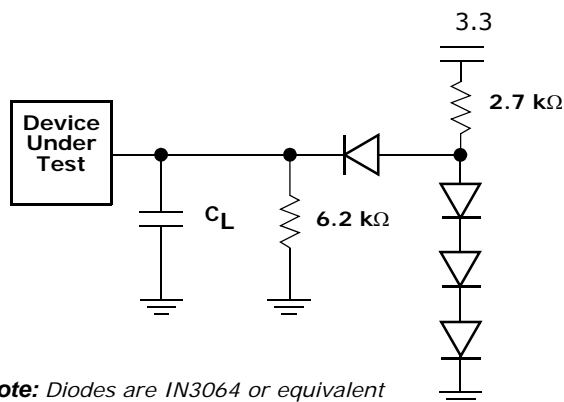 3.3
2.7 kΩ
Device
Under
Test
CL
6.2 kΩ
ote: Diodes are IN3064 or equivalent